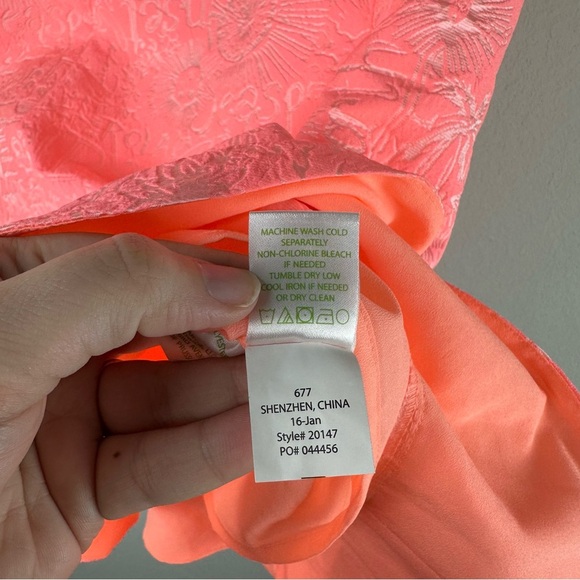 MACHINE WASH COLD
SEPARATELY
NON-CHLORINE BLEACH
IF NEEDED
TUMBLE DRY LOW
COOL IRON IF NEEDED
OR DRY CLEAN
677
SHENZHEN, CHINA
16-Jan
Style# 20147
PO# 044456